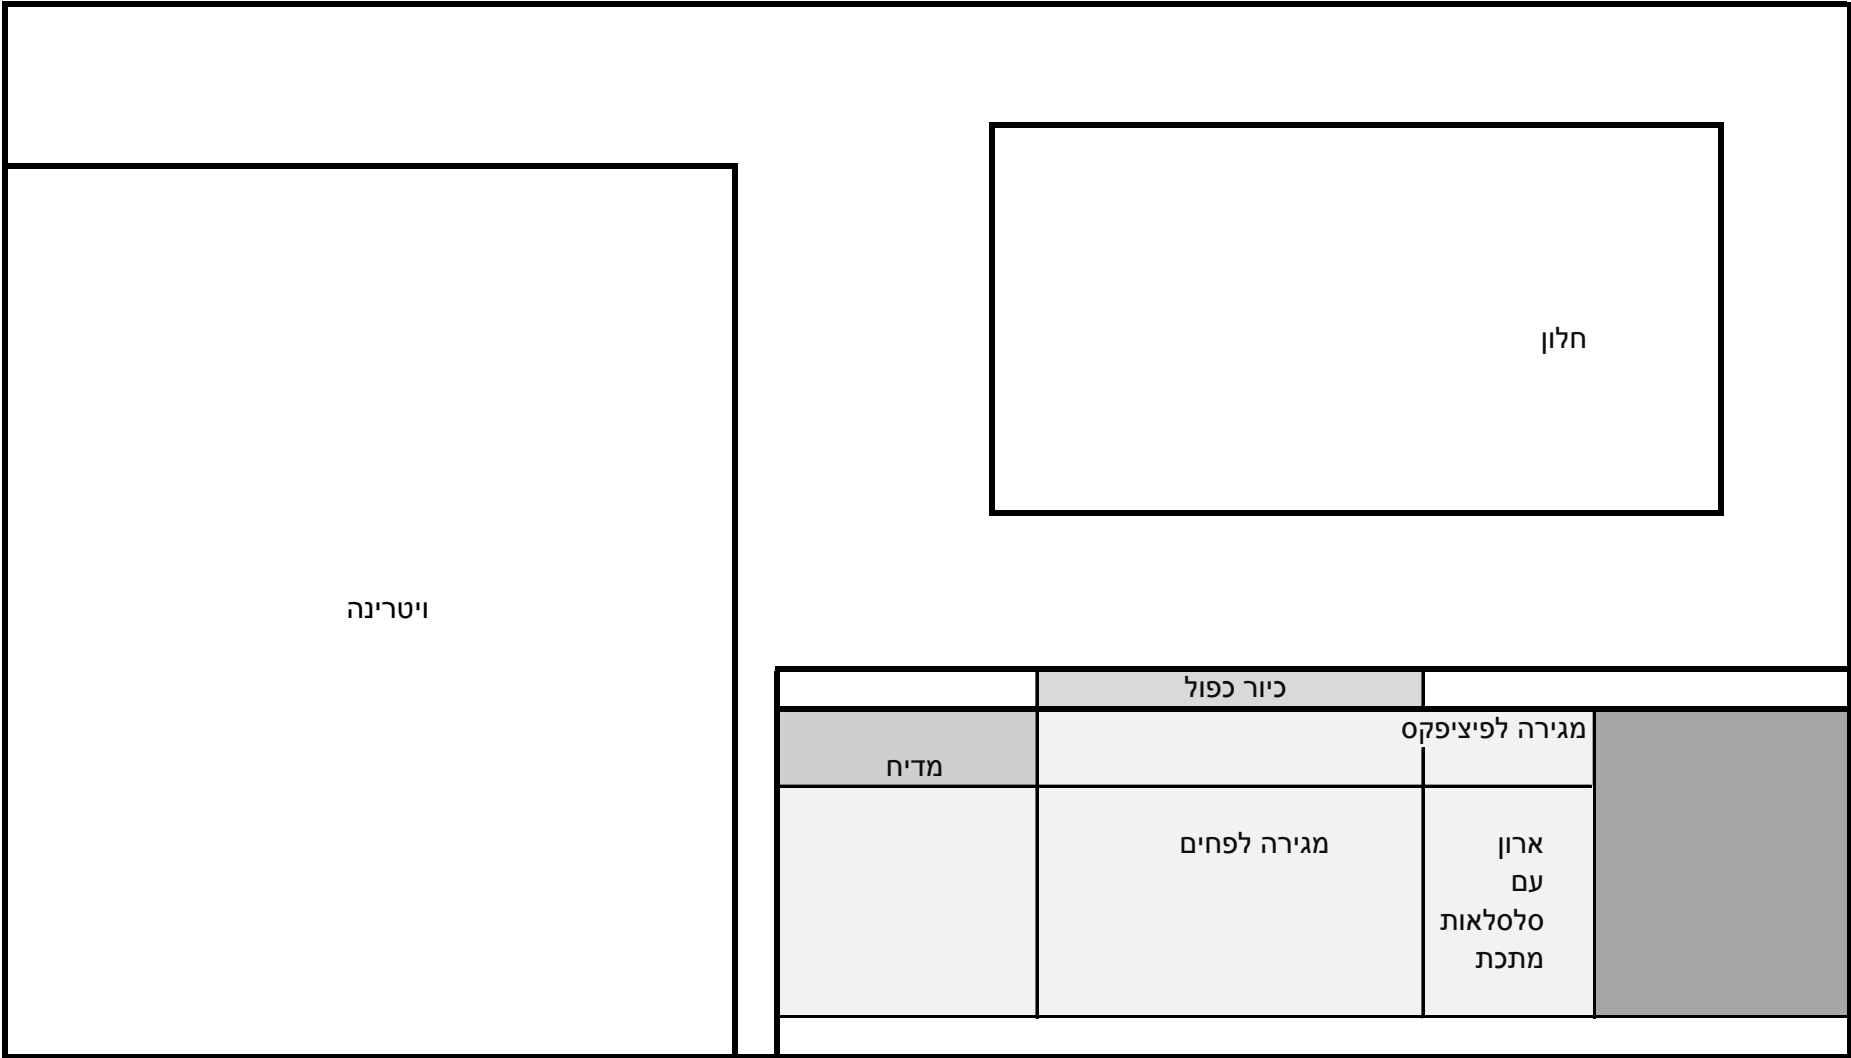 חלון
ויטרינה
כיור כפול
מגירה לפיציפקס
מדיח
מגירה לפחים
ארון
עם
סלסלאות
מתכת